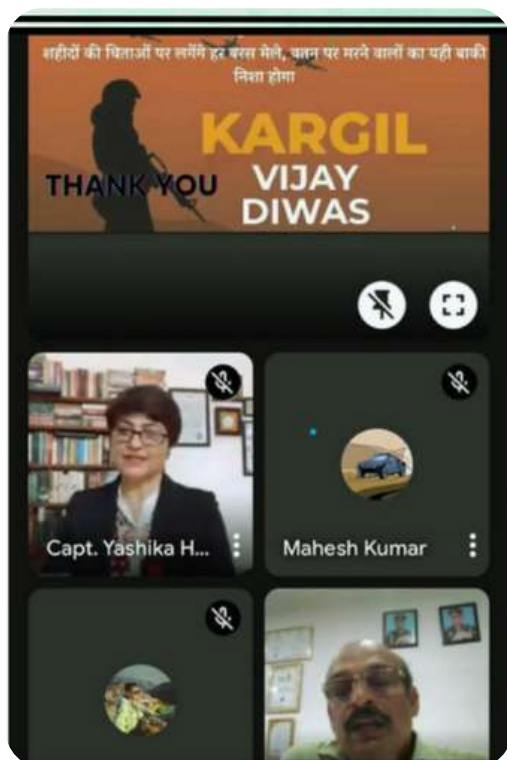 शहीदों की चिताओं पर लगेंगे हर बरस मेले, वतन पर मरने वालों का यही बाकी
निशा होगा
KARGIL
THANK YOU
VIJAY
DIWAS
Capt. Yashika H...
Mahesh Kumar